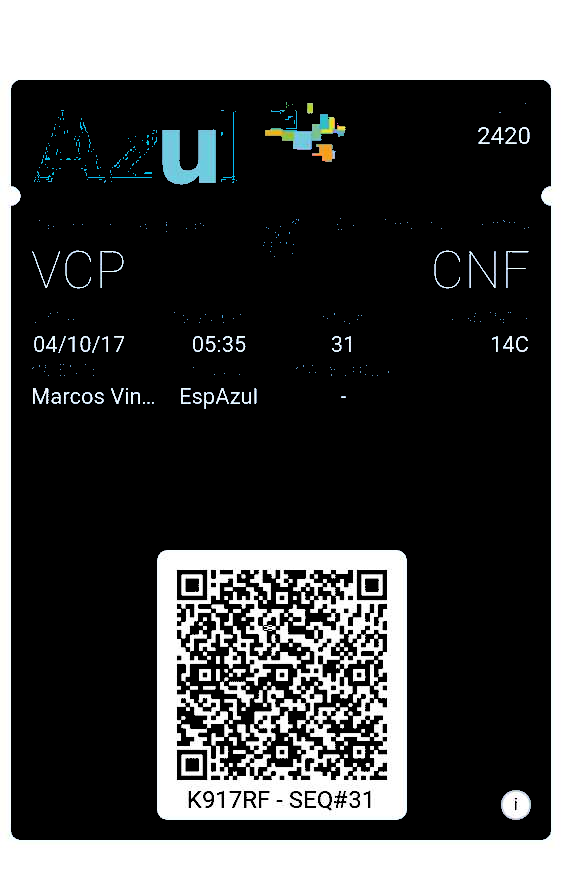 Azul
2420
VCP CNF
04/10/17 05:35 31 14C
Marcos Vin... EspAzul -
K917RF - SEQ#31
i